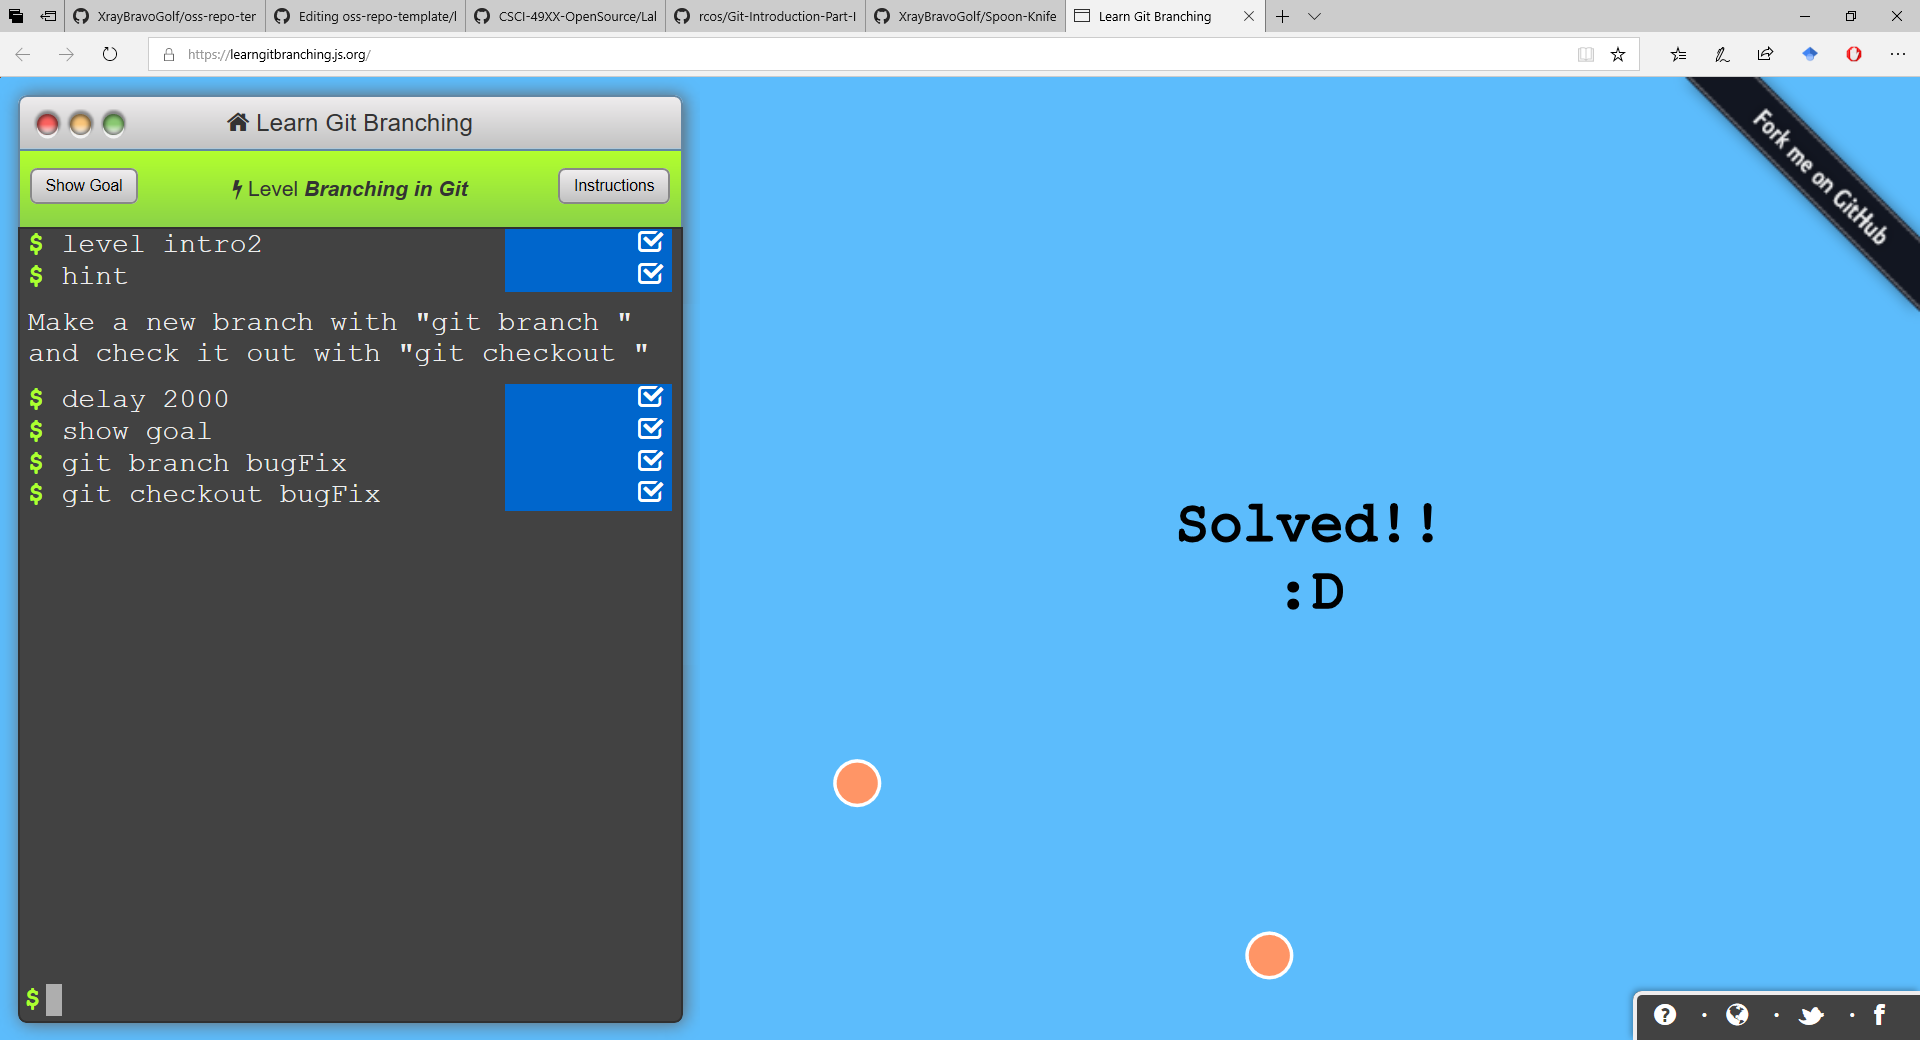 XrayBravoGolf/oss-repo-ter
Editing oss-repo-template/l
CSCI-49XX-OpenSource/Lal
rcos/Git-Introduction-Part-I
XrayBravoGolf/Spoon-Knife
Learn Git Branching
https://learngitbranching.js.org/
Learn Git Branching
Show Goal
Level Branching in Git
Instructions
$ level intro2
$ hint
Make a new branch with "git branch "
and check it out with "git checkout "
$ delay 2000
$ show goal
$ git branch bugFix
$ git checkout bugFix
$
Solved!!
:D
Fork me on GitHub